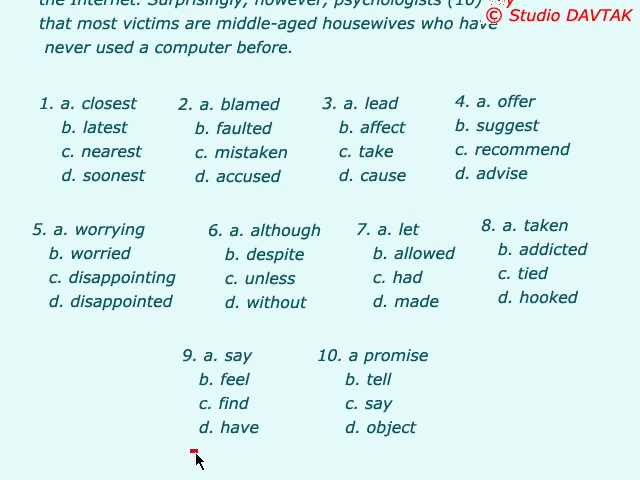 the Internet. Surprisingly, however, psychologists (10)
© Studio DAVTAK
that most victims are middle-aged housewives who have
never used a computer before.
1. a. closest
b. latest
c. nearest
d. soonest
2. a. blamed
b. faulted
c. mistaken
d. accused
3. a. lead
b. affect
c. take
d. cause
4. a. offer
b. suggest
c. recommend
d. advise
5. a. worrying
b. worried
c. disappointing
d. disappointed
6. a. although
b. despite
c. unless
d. without
7. a. let
b. allowed
c. had
d. made
8. a. taken
b. addicted
c. tied
d. hooked
9. a. say
b. feel
c. find
d. have
10. a promise
b. tell
c. say
d. object